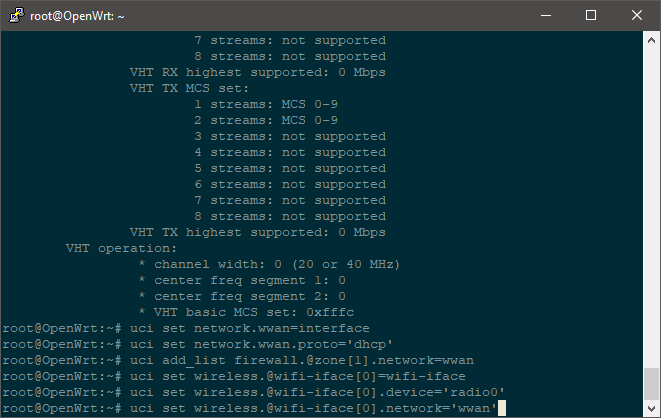 root@OpenWrt: ~
7 streams: not supported
8 streams: not supported
VHT RX highest supported: 0 Mbps
VHT TX MCS set:
1 streams: MCS 0-9
2 streams: MCS 0-9
3 streams: not supported
4 streams: not supported
5 streams: not supported
6 streams: not supported
7 streams: not supported
8 streams: not supported
VHT TX highest supported: 0 Mbps
VHT operation:
* channel width: 0 (20 or 40 MHz)
* center freq segment 1: 0
* center freq segment 2: 0
* VHT basic MCS set: 0xfffc
root@OpenWrt:~# uci set network.wwan=interface
root@OpenWrt:~# uci set network.wwan.proto='dhcp'
root@OpenWrt:~# uci add_list firewall.@zone[1].network=wwan
root@OpenWrt:~# uci set wireless.@wifi-iface[0]=wifi-iface
root@OpenWrt:~# uci set wireless.@wifi-iface[0].device='radio0'
root@OpenWrt:~# uci set wireless.@wifi-iface[0].network='wwan'